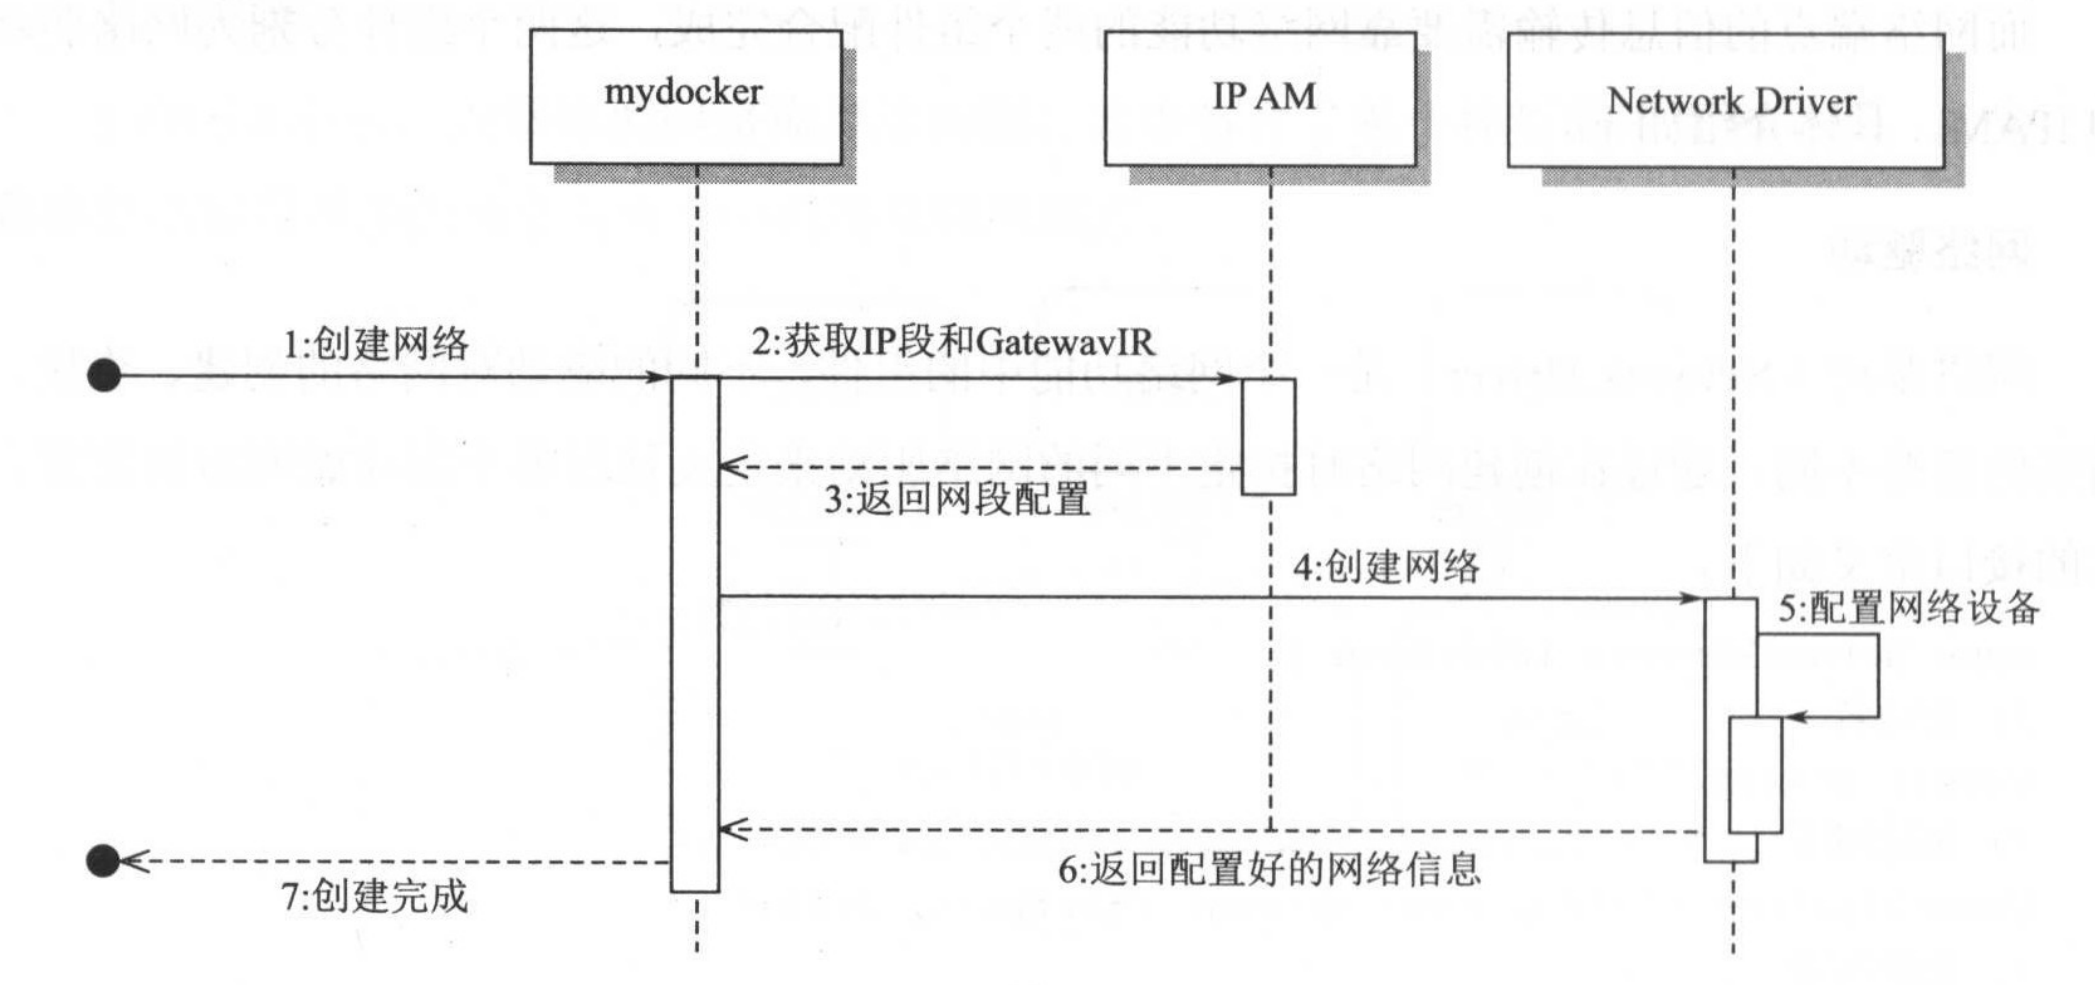 mydocker
IP AM
Network Driver
1:创建网络
2:获取IP段和GatewavIR
3:返回网段配置
4:创建网络
5:配置网络设备
6:返回配置好的网络信息
7:创建完成